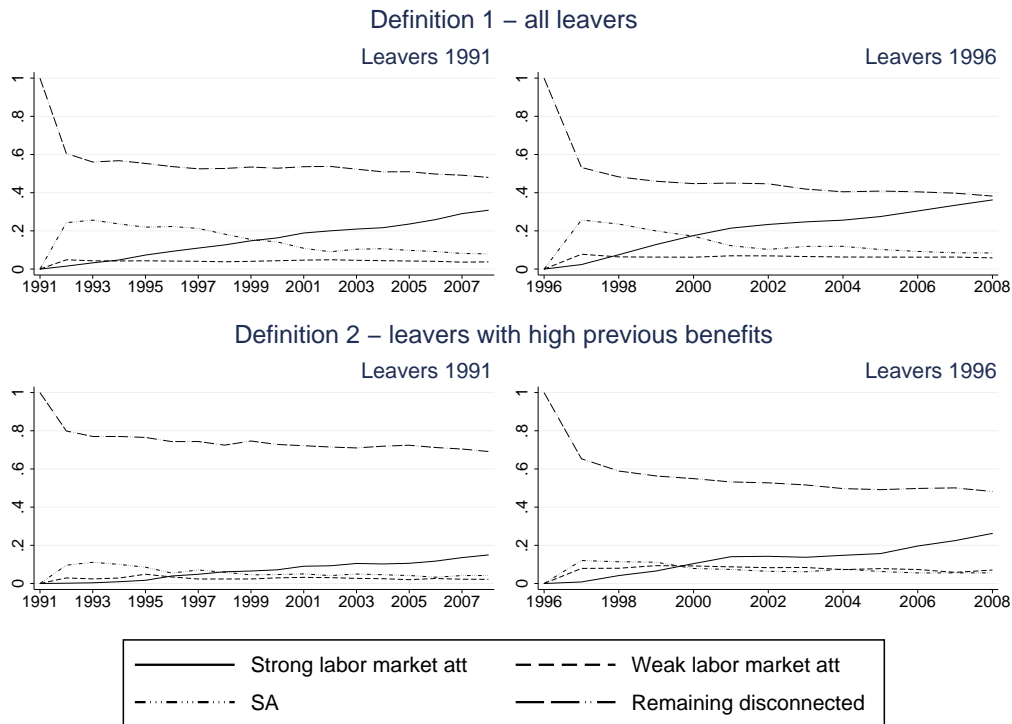 Definition 1 – all leavers
Leavers 1991
1
.8
.6
.4
.2
0
1991 1993 1995 1997 1999 2001 2003 2005 2007
Leavers 1996
1
.8
.6
.4
.2
0
1996 1998 2000 2002 2004 2006 2008
Definition 2 – leavers with high previous benefits
Leavers 1991
1
.8
.6
.4
.2
0
1991 1993 1995 1997 1999 2001 2003 2005 2007
Leavers 1996
1
.8
.6
.4
.2
0
1996 1998 2000 2002 2004 2006 2008
Strong labor market att
Weak labor market att
SA
Remaining disconnected